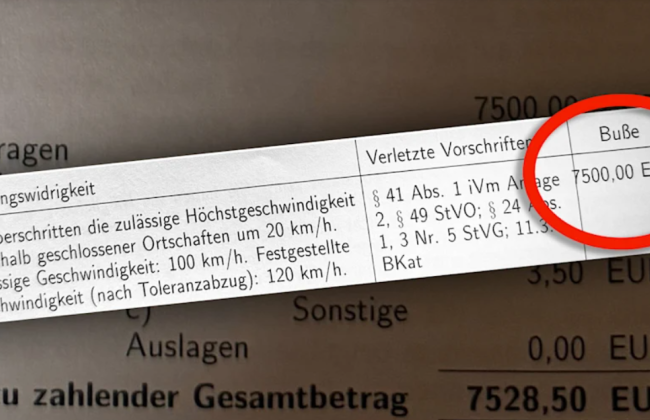 7500,00
ragen
ngswidrigkeit
Verletzte Vorschriften
Buße
erschritten die zulässige Höchstgeschwindigkeit
halb geschlossener Ortschaften um 20 km/h.
ssige Geschwindigkeit: 100 km/h. Festgestellte
hwindigkeit (nach Toleranzabzug): 120 km/h.
§ 41 Abs. 1 iVm Anlage
2, § 49 StVO; § 24 Abs.
1, 3 Nr. 5 StVG; 11.3.
BKat
7500,00 E
3,50 EU
c) Sonstige
Auslagen 0,00 EU
zu zahlender Gesamtbetrag 7528,50 EU